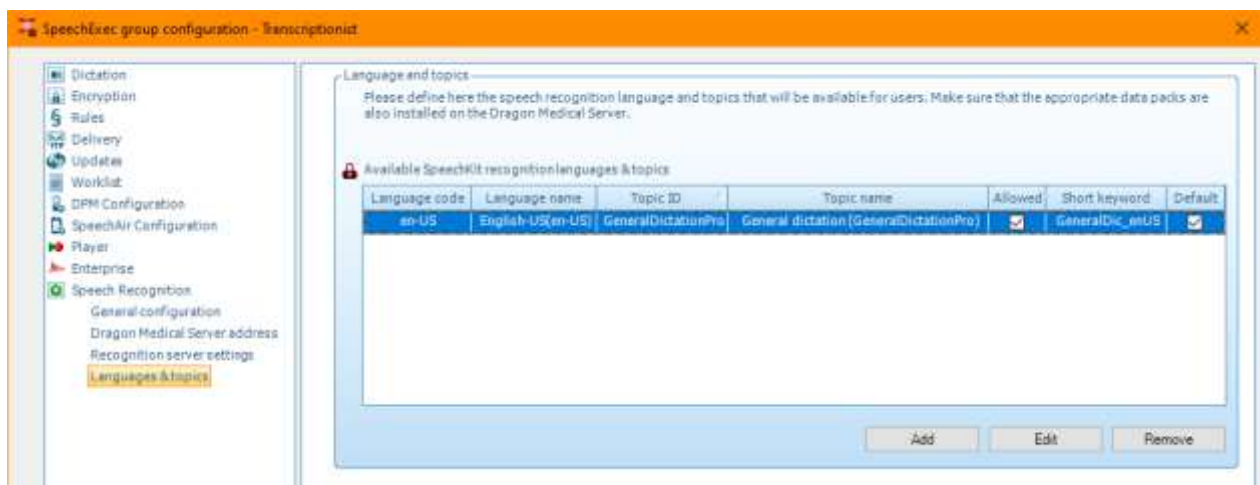 SpeechExec group configuration - Transcriptionist
Dictation
Encryption
Rules
Delivery
Updates
Worklist
DPM Configuration
SpeechAir Configuration
Player
Enterprise
Speech Recognition
General configuration
Dragon Medical Server address
Recognition server settings
Languages & topics
Language and topics
Please define here the speech recognition language and topics that will be available for users. Make sure that the appropriate data packs are
also installed on the Dragon Medical Server.
Available SpeechKit recognition languages & topics
Language code Language name Topic ID Topic name Allowed Short keyword Default
en-US English-US(en-US) GeneralDictationPro General dictation (GeneralDictationPro) GeneralDic_enUS
Add Edit Remove